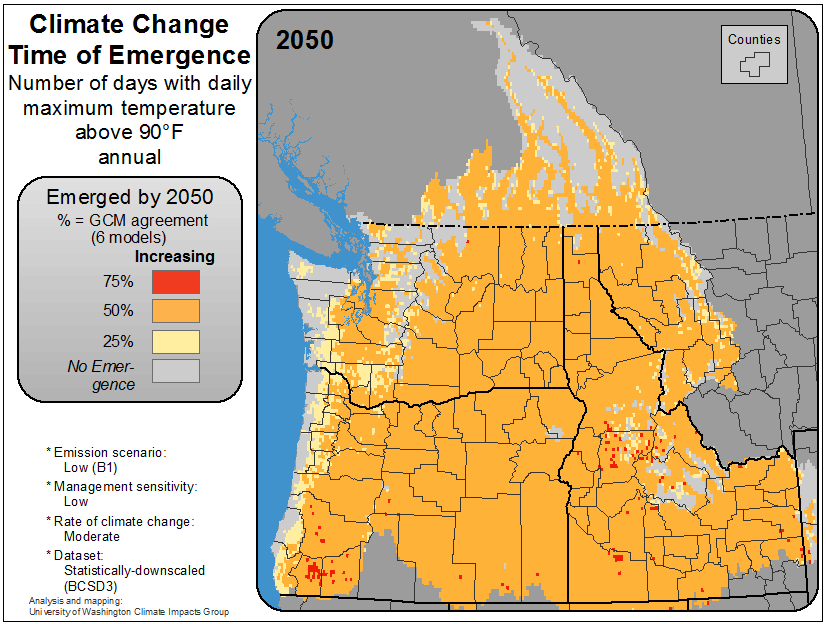 Climate Change
Time of Emergence
Number of days with daily
maximum temperature
above 90°F
annual
Emerged by 2050
% = GCM agreement
(6 models)
Increasing
75%
50%
25%
No Emer-
gence
* Emission scenario:
Low (B1)
* Management sensitivity:
Low
* Rate of climate change:
Moderate
* Dataset:
Statistically-downscaled
(BCSD3)
Analysis and mapping:
University of Washington Climate Impacts Group
2050
Counties